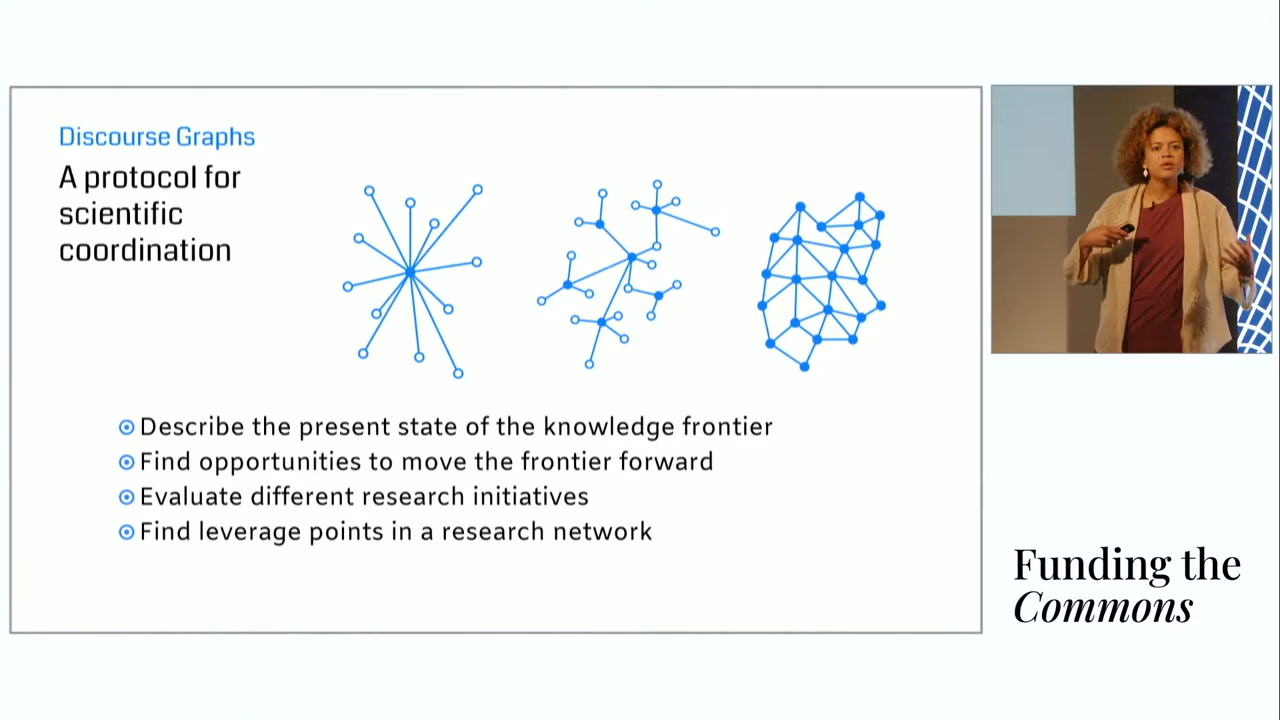 Discourse Graphs
A protocol for
scientific
coordination
Describe the present state of the knowledge frontier
Find opportunities to move the frontier forward
Evaluate different research initiatives
Find leverage points in a research network
Funding the
Commons